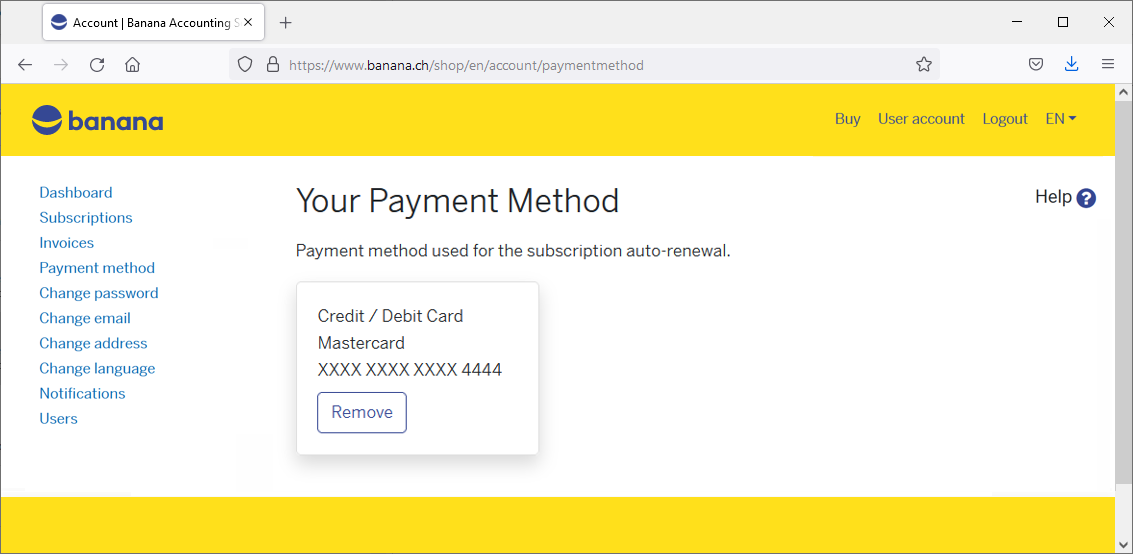 Account | Banana Accounting S
https://www.banana.ch/shop/en/account/paymentmethod
banana
Buy User account Logout EN
Dashboard
Subscriptions
Invoices
Payment method
Change password
Change email
Change address
Change language
Notifications
Users
Your Payment Method
Help ?
Payment method used for the subscription auto-renewal.
Credit / Debit Card
Mastercard
XXXX XXXX XXXX 4444
Remove